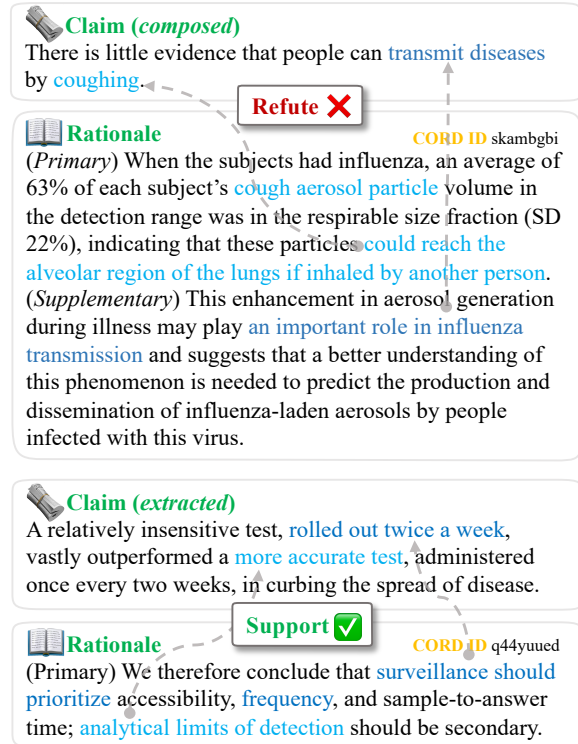 Claim (composed)
There is little evidence that people can transmit diseases
by coughing.
Refute
Rationale
CORD ID skambgbi
(Primary) When the subjects had influenza, an average of
63% of each subject's cough aerosol particle volume in
the detection range was in the respirable size fraction (SD
22%), indicating that these particles could reach the
alveolar region of the lungs if inhaled by another person.
(Supplementary) This enhancement in aerosol generation
during illness may play an important role in influenza
transmission and suggests that a better understanding of
this phenomenon is needed to predict the production and
dissemination of influenza-laden aerosols by people
infected with this virus.
Claim (extracted)
A relatively insensitive test, rolled out twice a week,
vastly outperformed a more accurate test, administered
once every two weeks, in curbing the spread of disease.
Support
Rationale
CORD ID q44yuued
(Primary) We therefore conclude that surveillance should
prioritize accessibility, frequency, and sample-to-answer
time; analytical limits of detection should be secondary.